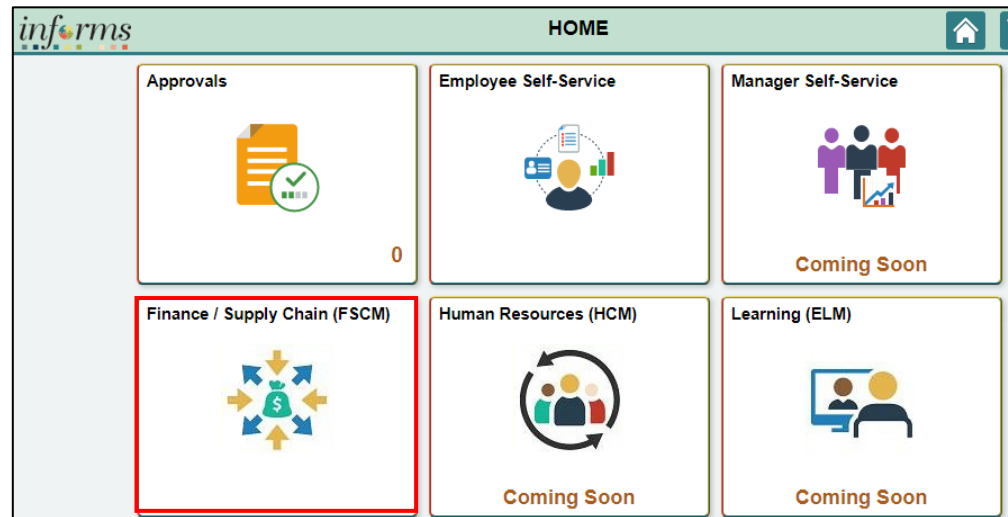 informs
HOME
Approvals
0
Employee Self-Service
Manager Self-Service
Coming Soon
Finance / Supply Chain (FSCM)
$
Human Resources (HCM)
Coming Soon
Learning (ELM)
Coming Soon